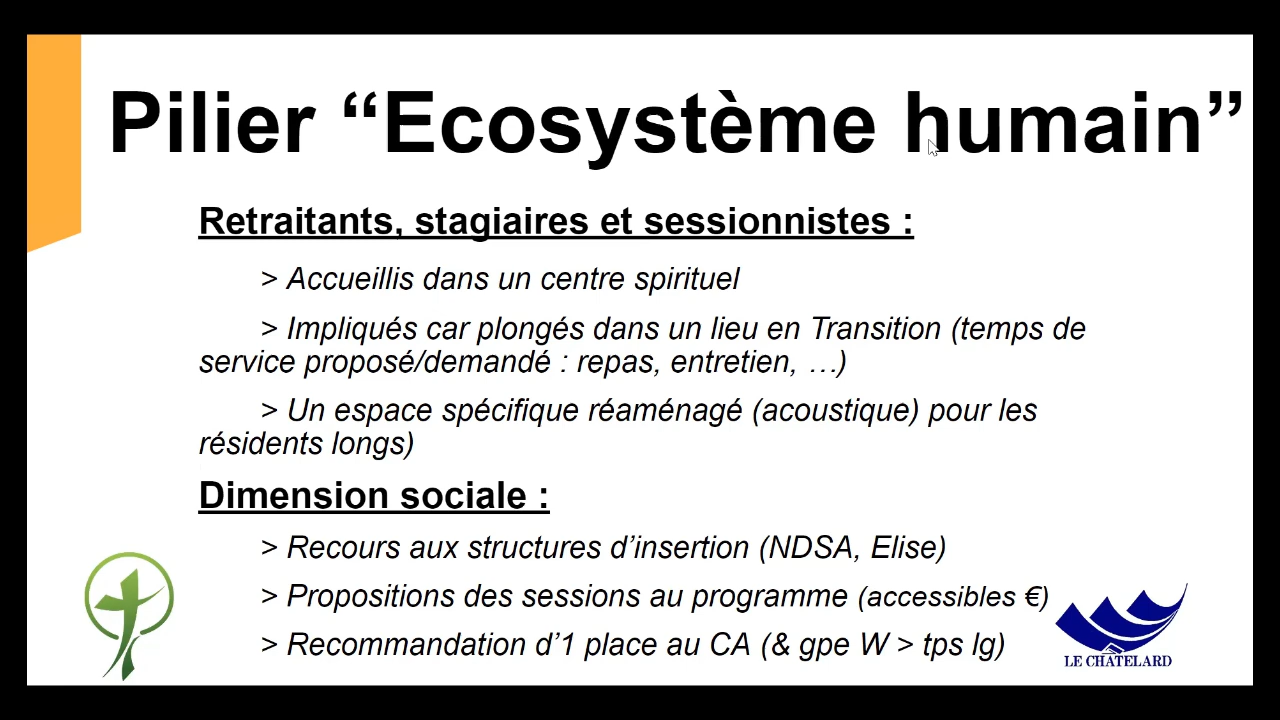 Pilier “Ecosystème humain”
Retraitants, stagiaires et sessionnistes :
> Accueillis dans un centre spirituel
> Impliqués car plongés dans un lieu en Transition (temps de
service proposé/demandé : repas, entretien, …)
> Un espace spécifique réaménagé (acoustique) pour les
résidents longs)
Dimension sociale :
> Recours aux structures d’insertion (NDSA, Elise)
> Propositions des sessions au programme (accessibles €)
> Recommandation d’1 place au CA (& gpe W > tps lg)
LE CHÂTELARD